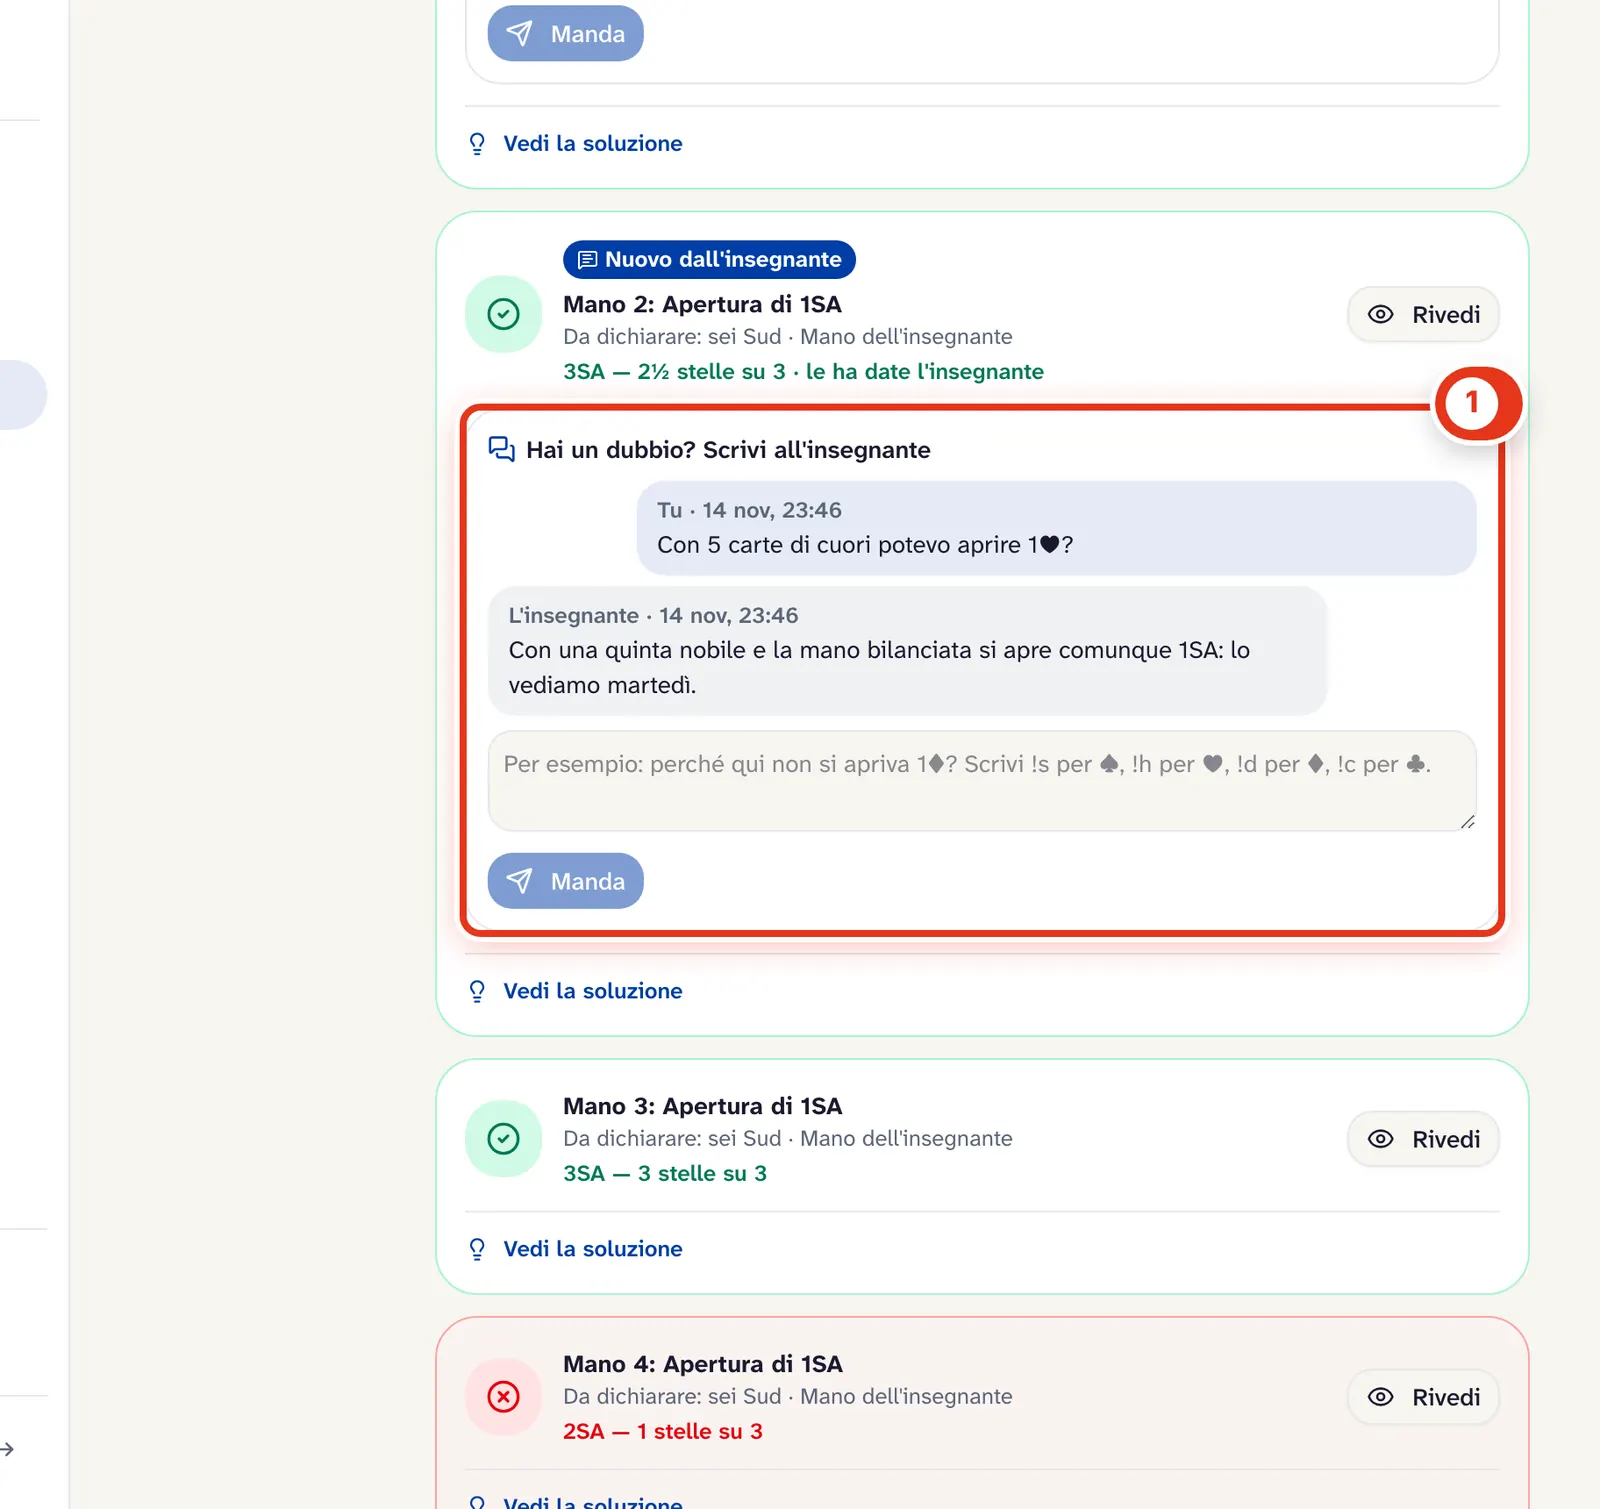 Manda
Vedi la soluzione
Nuovo dall'insegnante
Mano 2: Apertura di 1SA
Da dichiarare: sei Sud · Mano dell'insegnante
3SA — 2½ stelle su 3 · le ha date l'insegnante
Rivedi
1
Hai un dubbio? Scrivi all'insegnante
Tu · 14 nov, 23:46
Con 5 carte di cuori potevo aprire 1♥?
L'insegnante · 14 nov, 23:46
Con una quinta nobile e la mano bilanciata si apre comunque 1SA: lo
vediamo martedì.
Per esempio: perché qui non si apriva 1♦? Scrivi !s per ♠, !h per ♥, !d per ♦, !c per ♣.
Manda
Vedi la soluzione
Mano 3: Apertura di 1SA
Da dichiarare: sei Sud · Mano dell'insegnante
3SA — 3 stelle su 3
Rivedi
Vedi la soluzione
Mano 4: Apertura di 1SA
Da dichiarare: sei Sud · Mano dell'insegnante
2SA — 1 stelle su 3
Rivedi
Vedi la soluzione